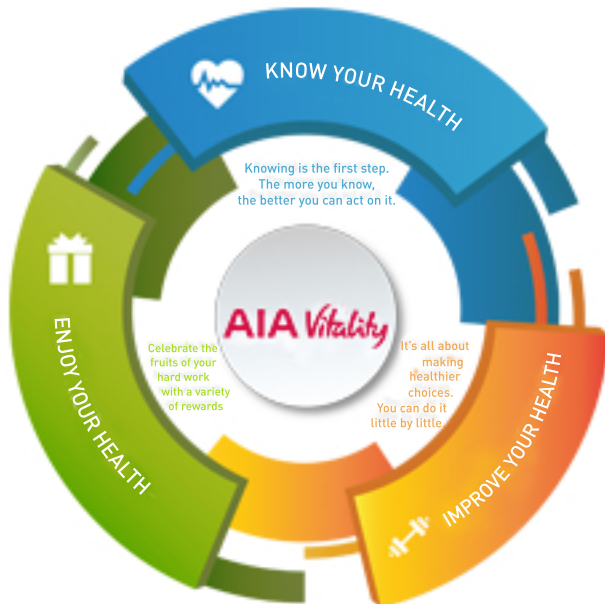 KNOW YOUR HEALTH
Knowing is the first step.
The more you know,
the better you can act on it.
AIA Vitality
It's all about
making
healthier
choices.
You can do it
little by little.
IMPROVE YOUR HEALTH
Celebrate the
fruits of your
hard work
with a variety
of rewards
ENJOY YOUR HEALTH